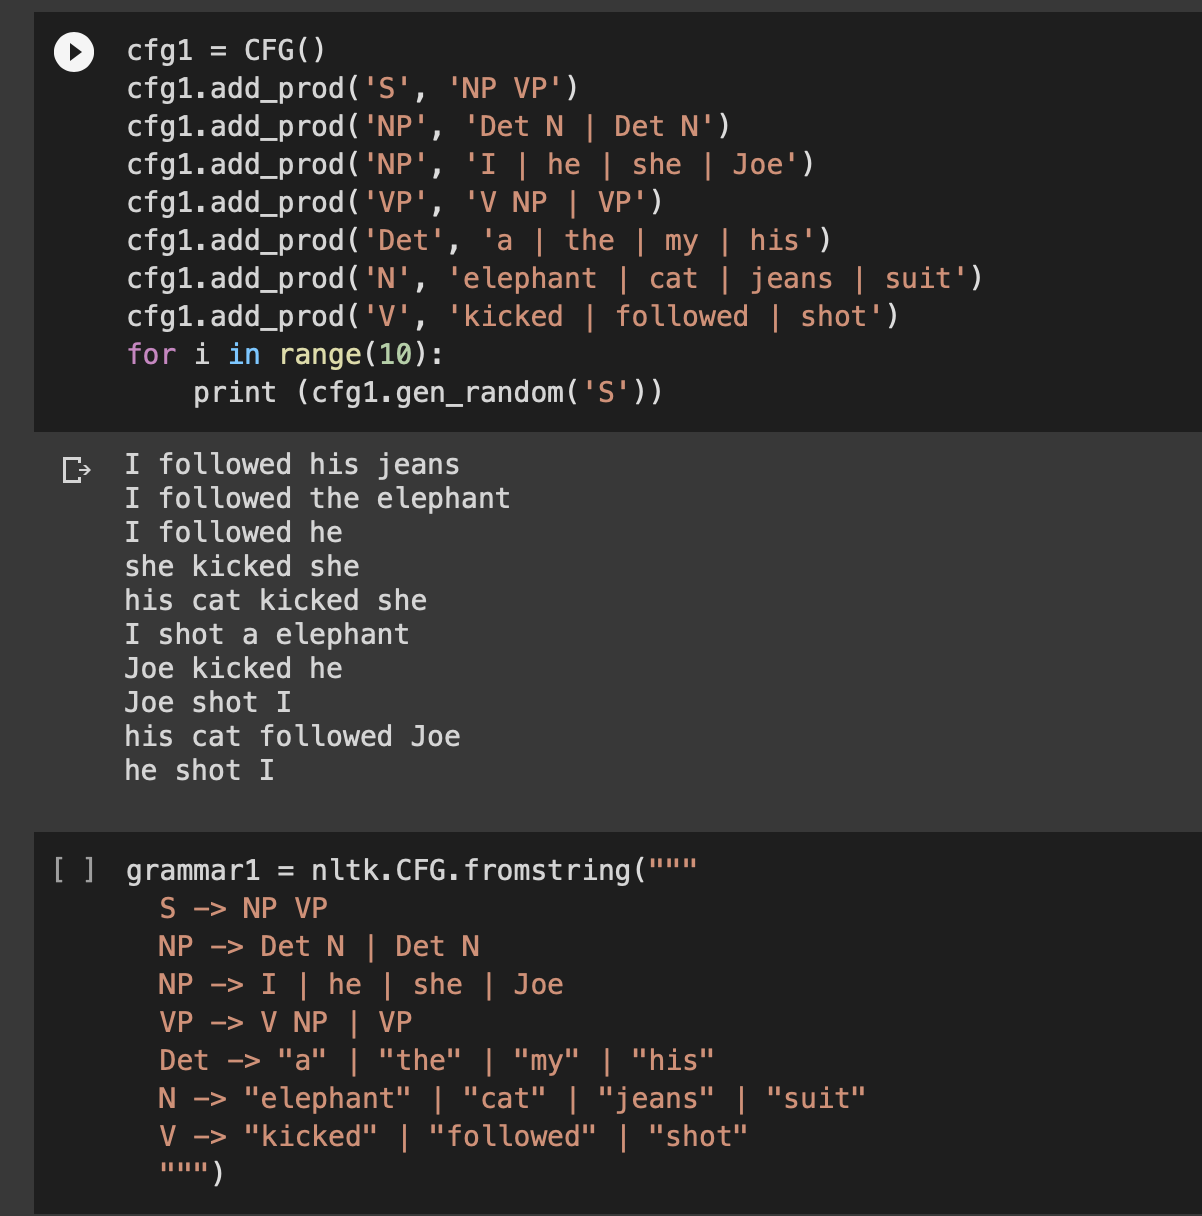 cfg1 = CFG()
cfg1.add_prod('S', 'NP VP')
cfg1.add_prod('NP', 'Det N | Det N')
cfg1.add_prod('NP', 'I | he | she | Joe')
cfg1.add_prod('VP', 'V NP | VP')
cfg1.add_prod('Det', 'a | the | my | his')
cfg1.add_prod('N', 'elephant | cat | jeans | suit')
cfg1.add_prod('V', 'kicked | followed | shot')
for i in range(10):
    print (cfg1.gen_random('S'))
I followed his jeans
I followed the elephant
I followed he
she kicked she
his cat kicked she
I shot a elephant
Joe kicked he
Joe shot I
his cat followed Joe
he shot I
[ ] grammar1 = nltk.CFG.fromstring("""
  S -> NP VP
  NP -> Det N | Det N
  NP -> I | he | she | Joe
  VP -> V NP | VP
  Det -> "a" | "the" | "my" | "his"
  N -> "elephant" | "cat" | "jeans" | "suit"
  V -> "kicked" | "followed" | "shot"
  """)